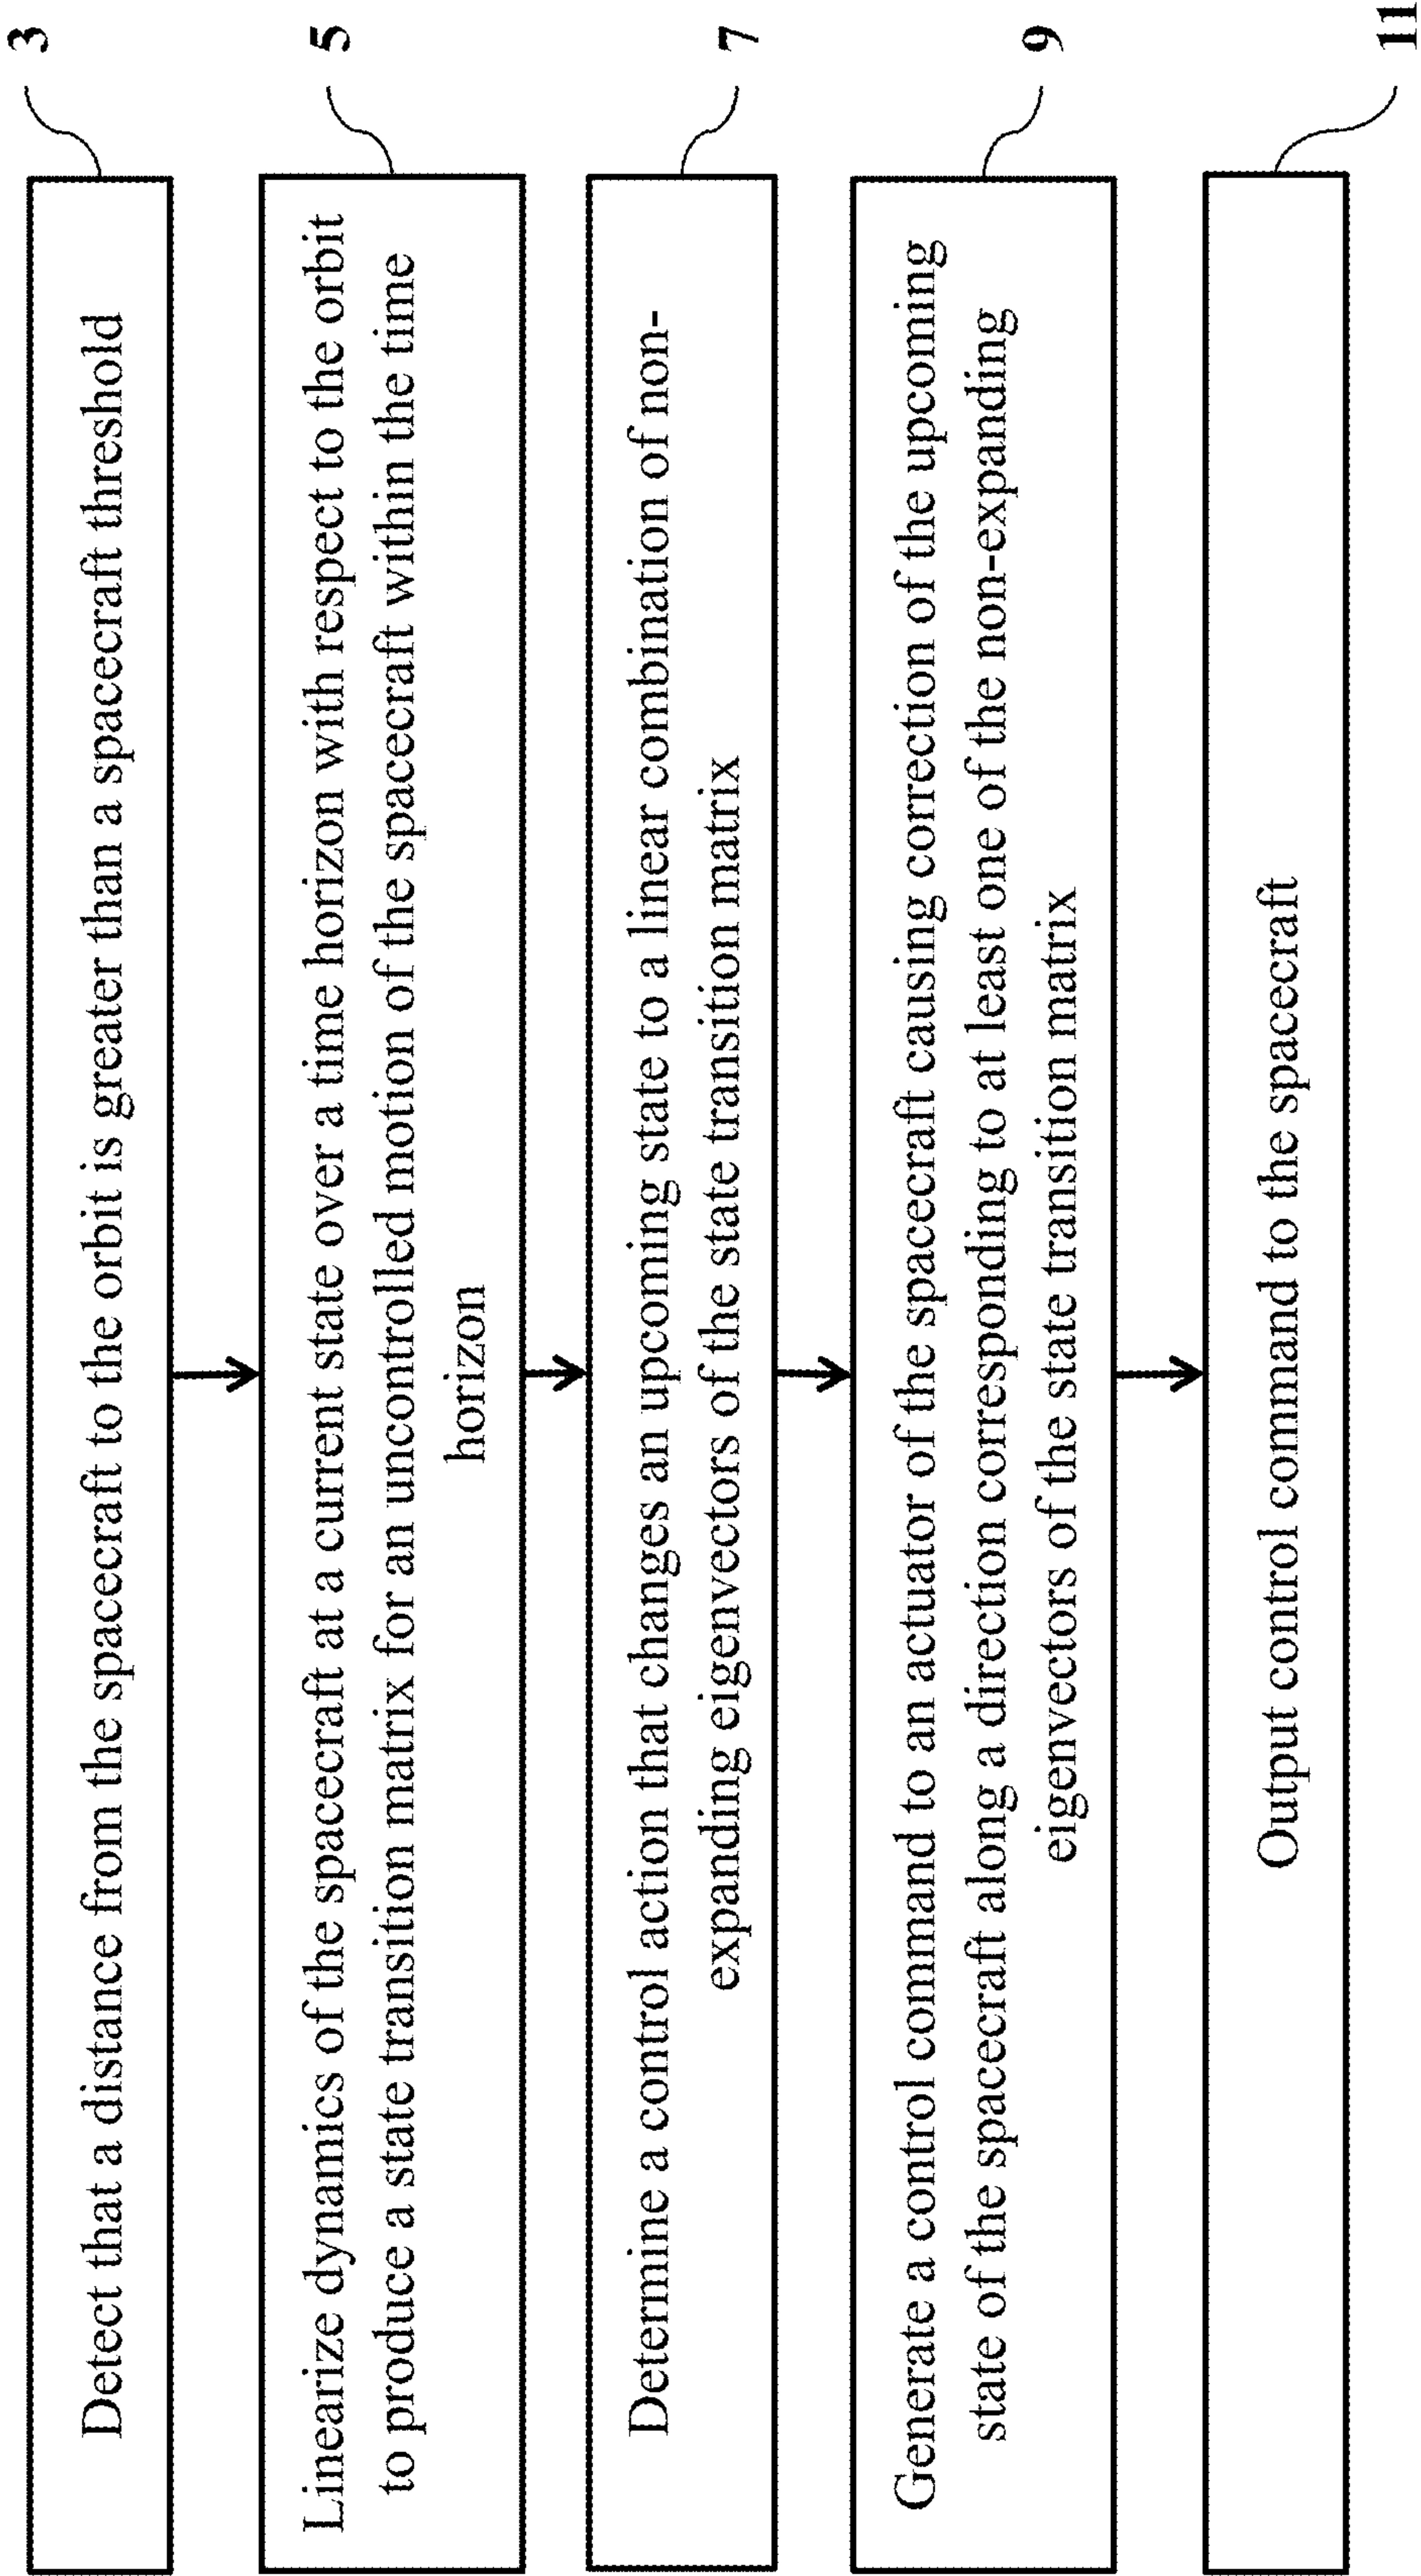 Detect that a distance from the spacecraft to the orbit is greater than a spacecraft threshold
3
Linearize dynamics of the spacecraft at a current state over a time horizon with respect to the orbit
to produce a state transition matrix for an uncontrolled motion of the spacecraft within the time
horizon
5
Determine a control action that changes an upcoming state to a linear combination of non-
expanding eigenvectors of the state transition matrix
7
Generate a control command to an actuator of the spacecraft causing correction of the upcoming
state of the spacecraft along a direction corresponding to at least one of the non-expanding
eigenvectors of the state transition matrix
9
Output control command to the spacecraft
11